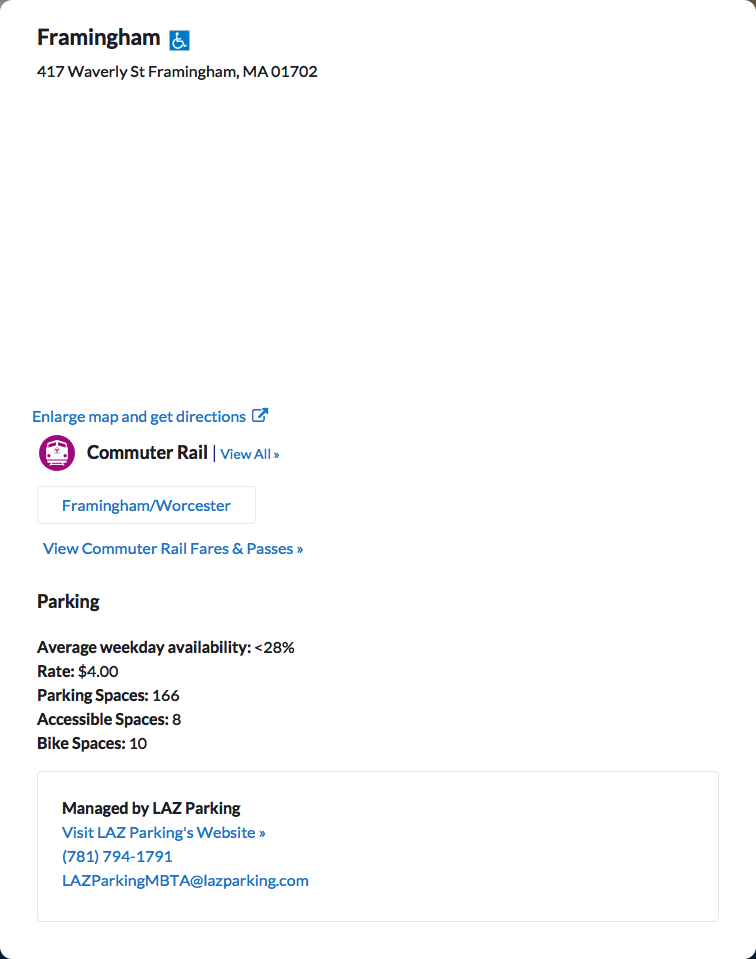 Framingham
417 Waverly St Framingham, MA 01702
Enlarge map and get directions
Commuter Rail | View All »
Framingham/Worcester
View Commuter Rail Fares & Passes »
Parking
Average weekday availability: <28%
Rate: $4.00
Parking Spaces: 166
Accessible Spaces: 8
Bike Spaces: 10
Managed by LAZ Parking
Visit LAZ Parking's Website »
(781) 794-1791
LAZParkingMBTA@lazparking.com